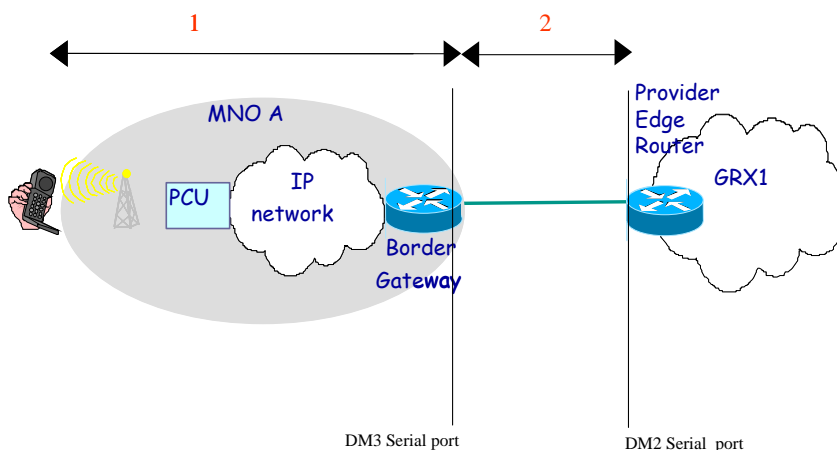 1
2
MNO A
Provider
Edge
Router
GRX1
PCU
IP
network
Border
Gateway
DM3 Serial port
DM2 Serial port